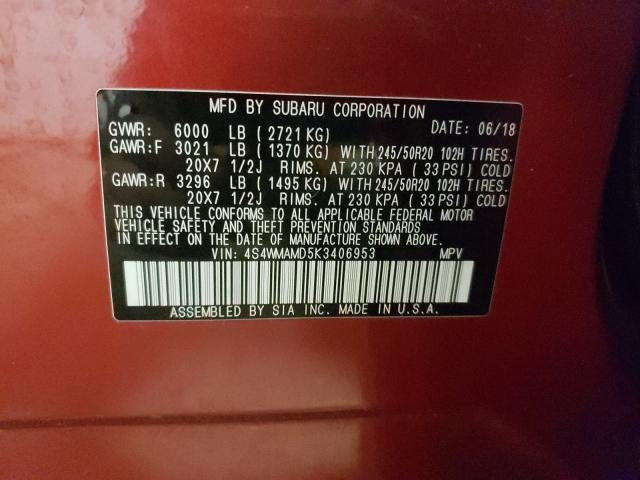 MFD BY SUBARU CORPORATION
GVWR: 6000 LB (2721 KG) DATE: 06/18
GAWR:F 3021 LB (1370 KG) WITH 245/50R20 102H TIRES.
20X7 1/2J RIMS. AT 230 KPA (33 PSI) COLD
GAWR:R 3296 LB (1495 KG) WITH 245/50R20 102H TIRES.
20X7 1/2J RIMS. AT 230 KPA (33 PSI) COLD
THIS VEHICLE CONFORMS TO ALL APPLICABLE FEDERAL MOTOR
VEHICLE SAFETY AND THEFT PREVENTION STANDARDS
IN EFFECT ON THE DATE OF MANUFACTURE SHOWN ABOVE.
VIN: 4S4WMAMD5K3406953 MPV
ASSEMBLED BY SIA INC. MADE IN U.S.A.